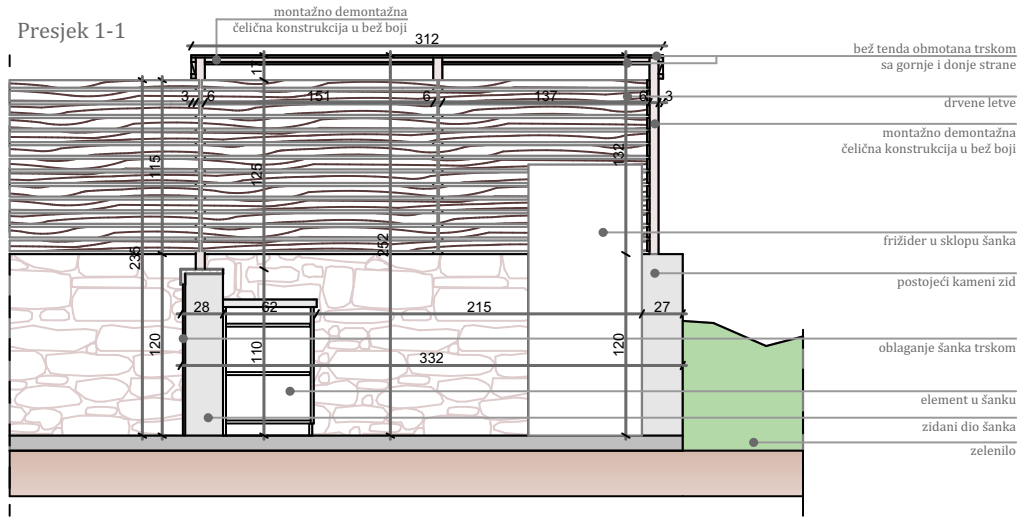 Presjek 1-1
montažno demontažna
čelična konstrukcija u bež boji
312
bež tenda obmotana trskom
sa gornje i donje strane
11
3 6 151 6 137 6 3
drvene letve
montažno demontažna
čelična konstrukcija u bež boji
115
125
132
235
252
frižider u sklopu šanka
postojeći kameni zid
28 62 215 27
120
110
120
332
oblaganje šanka trskom
element u šanku
zidani dio šanka
zelenilo